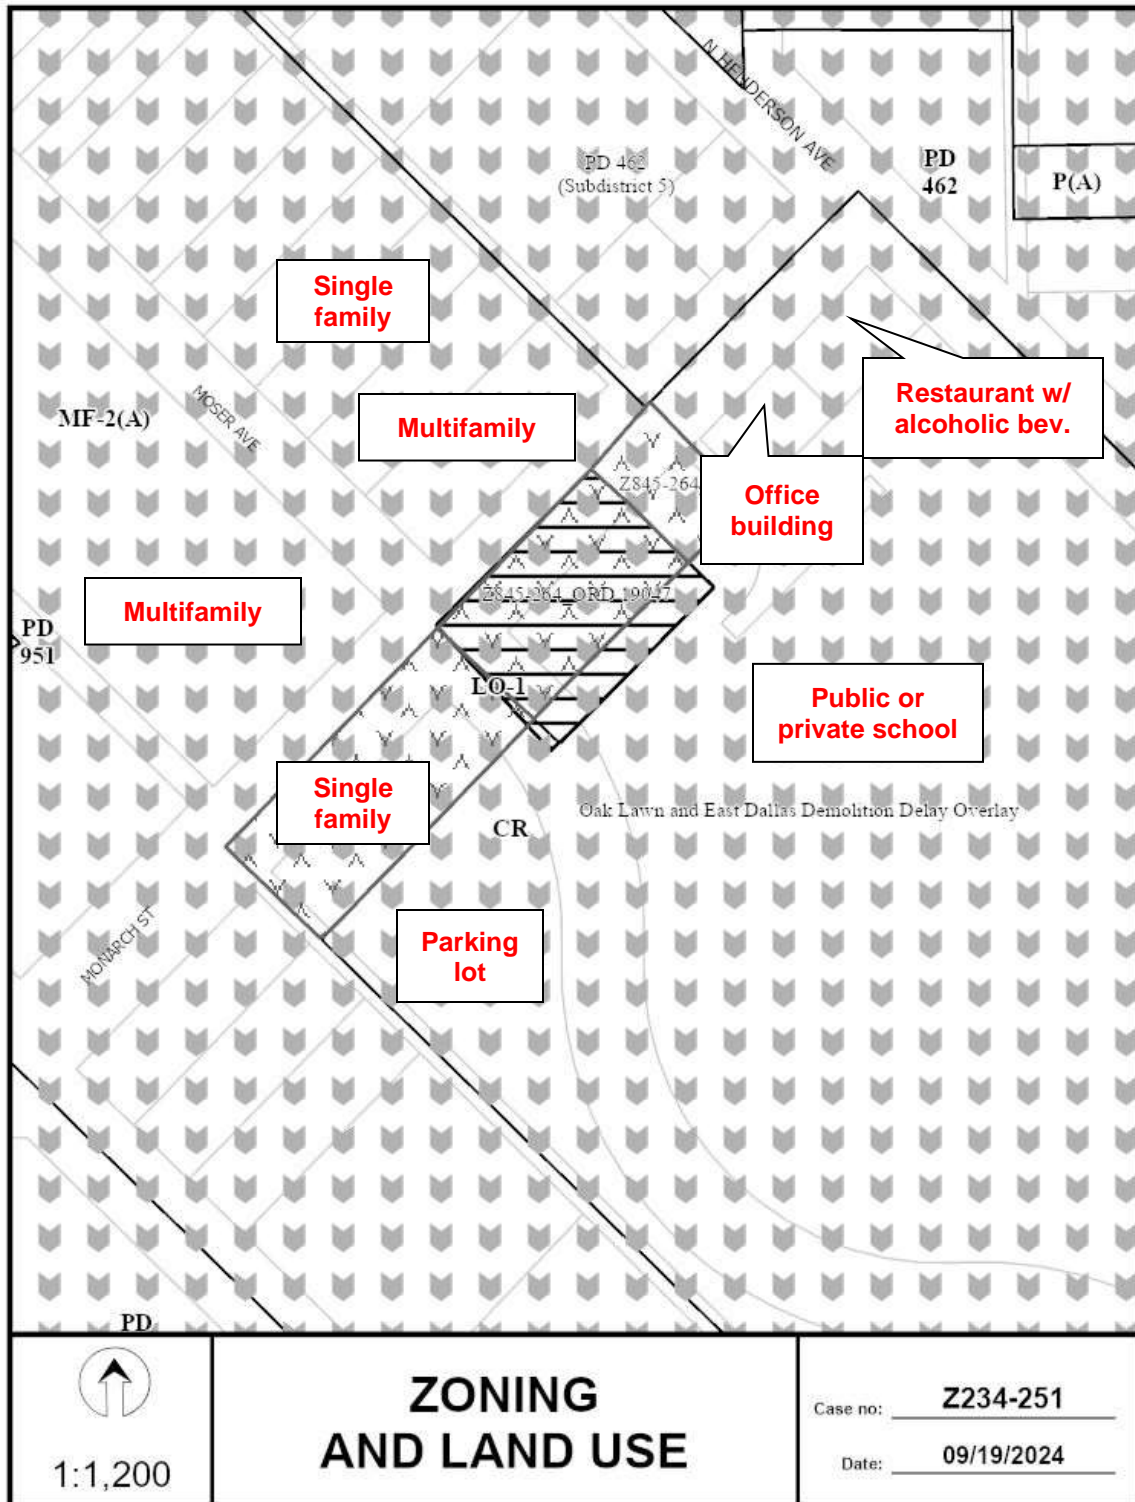 N HENDERSON AVE
PD 462
(Subdistrict 5)
PD
462
P(A)
Single
family
Restaurant w/
alcoholic bev.
MOSER AVE
MF-2(A)
Multifamily
Z845-264
Office
building
Z845-264_ORD 19047
Multifamily
PD
951
LO-1
Public or
private school
Single
family
CR
Oak Lawn and East Dallas Demolition Delay Overlay
Parking
lot
MONARCH ST
PD
1:1,200
ZONING
AND LAND USE
Case no: Z234-251
Date: 09/19/2024